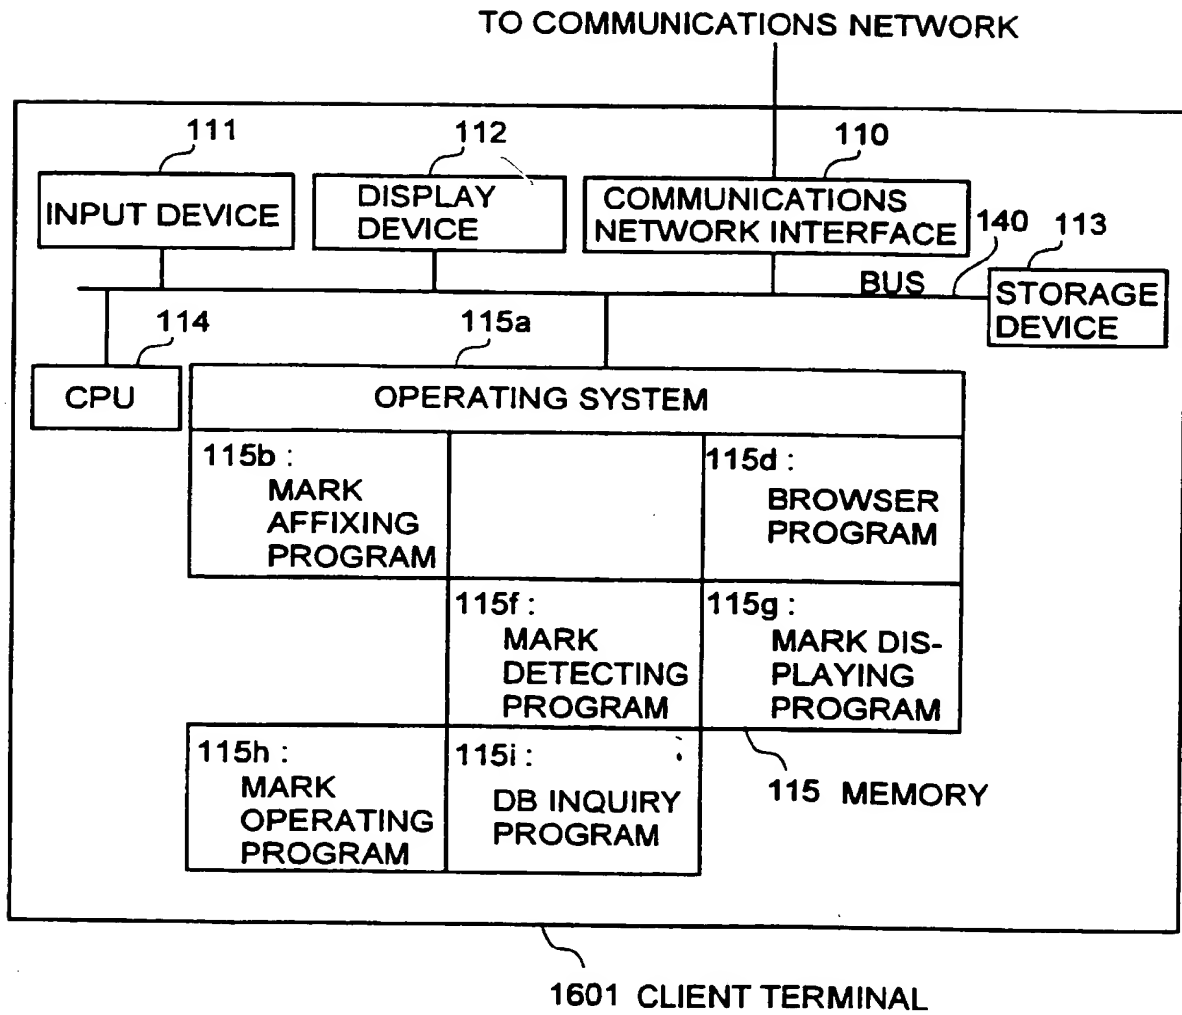 TO COMMUNICATIONS NETWORK
111
112
110
INPUT DEVICE
DISPLAY
DEVICE
COMMUNICATIONS
NETWORK INTERFACE
140
113
BUS
STORAGE
DEVICE
114
115a
CPU
OPERATING SYSTEM
115b :
MARK
AFFIXING
PROGRAM
115d :
BROWSER
PROGRAM
115f :
MARK
DETECTING
PROGRAM
115g :
MARK DIS-
PLAYING
PROGRAM
115h :
MARK
OPERATING
PROGRAM
115i :
DB INQUIRY
PROGRAM
115 MEMORY
1601 CLIENT TERMINAL